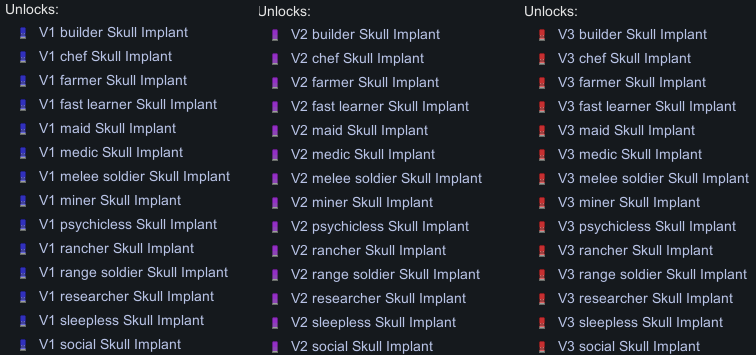 Unlocks:
V1 builder Skull Implant
V1 chef Skull Implant
V1 farmer Skull Implant
V1 fast learner Skull Implant
V1 maid Skull Implant
V1 medic Skull Implant
V1 melee soldier Skull Implant
V1 miner Skull Implant
V1 psychicless Skull Implant
V1 rancher Skull Implant
V1 range soldier Skull Implant
V1 researcher Skull Implant
V1 sleepless Skull Implant
V1 social Skull Implant
Unlocks:
V2 builder Skull Implant
V2 chef Skull Implant
V2 farmer Skull Implant
V2 fast learner Skull Implant
V2 maid Skull Implant
V2 medic Skull Implant
V2 melee soldier Skull Implant
V2 miner Skull Implant
V2 psychicless Skull Implant
V2 rancher Skull Implant
V2 range soldier Skull Implant
V2 researcher Skull Implant
V2 sleepless Skull Implant
V2 social Skull Implant
Unlocks:
V3 builder Skull Implant
V3 chef Skull Implant
V3 farmer Skull Implant
V3 fast learner Skull Implant
V3 maid Skull Implant
V3 medic Skull Implant
V3 melee soldier Skull Implant
V3 miner Skull Implant
V3 psychicless Skull Implant
V3 rancher Skull Implant
V3 range soldier Skull Implant
V3 researcher Skull Implant
V3 sleepless Skull Implant
V3 social Skull Implant